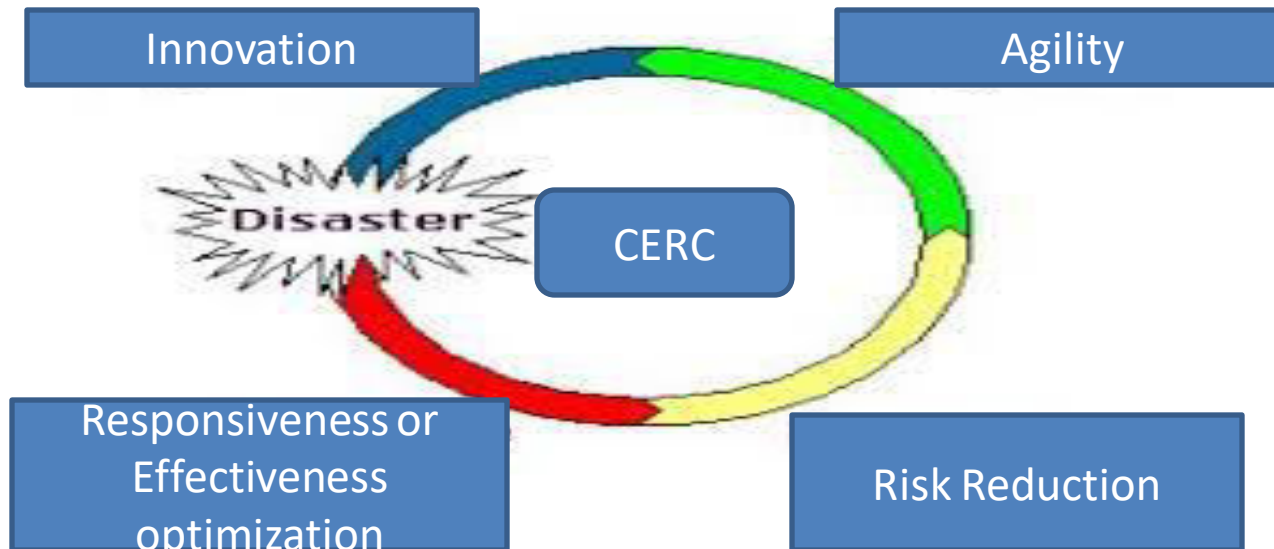 Innovation
Agility
Disaster
CERC
Responsiveness or
Effectiveness
optimization
Risk Reduction